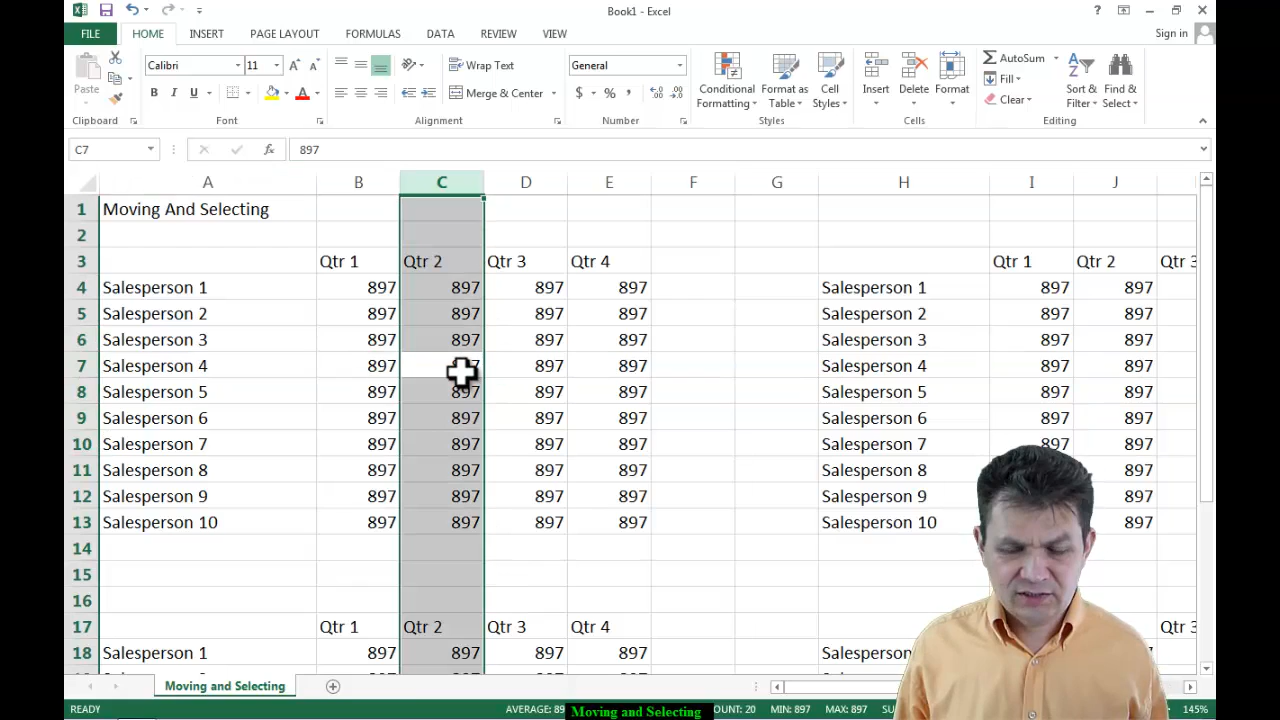 Book1 - Excel
FILE HOME INSERT PAGE LAYOUT FORMULAS DATA REVIEW VIEW Sign in
Paste Calibri 11 Wrap Text General Conditional Formatting Format as Table Cell Styles Insert Delete Format AutoSum Sort & Filter Find & Select
B I U Merge & Center $ % , Fill
Clear
Clipboard Font Alignment Number Styles Cells Editing
C7 fx 897
A B C D E F G H I J
1 Moving And Selecting
2
3 Qtr 1 Qtr 2 Qtr 3 Qtr 4 Qtr 1 Qtr 2 Qtr 3
4 Salesperson 1 897 897 897 897 Salesperson 1 897 897
5 Salesperson 2 897 897 897 897 Salesperson 2 897 897
6 Salesperson 3 897 897 897 897 Salesperson 3 897 897
7 Salesperson 4 897 897 897 Salesperson 4 897 897
8 Salesperson 5 897 897 897 897 Salesperson 5 897 897
9 Salesperson 6 897 897 897 897 Salesperson 6 897 897
10 Salesperson 7 897 897 897 897 Salesperson 7 897 897
11 Salesperson 8 897 897 897 897 Salesperson 8 897
12 Salesperson 9 897 897 897 897 Salesperson 9 897
13 Salesperson 10 897 897 897 897 Salesperson 10 897
14
15
16
17 Qtr 1 Qtr 2 Qtr 3 Qtr 4 Qtr 3
18 Salesperson 1 897 897 897 897
Moving and Selecting
READY AVERAGE: Moving and Selecting COUNT: 20 MIN: 897 MAX: 897 145%